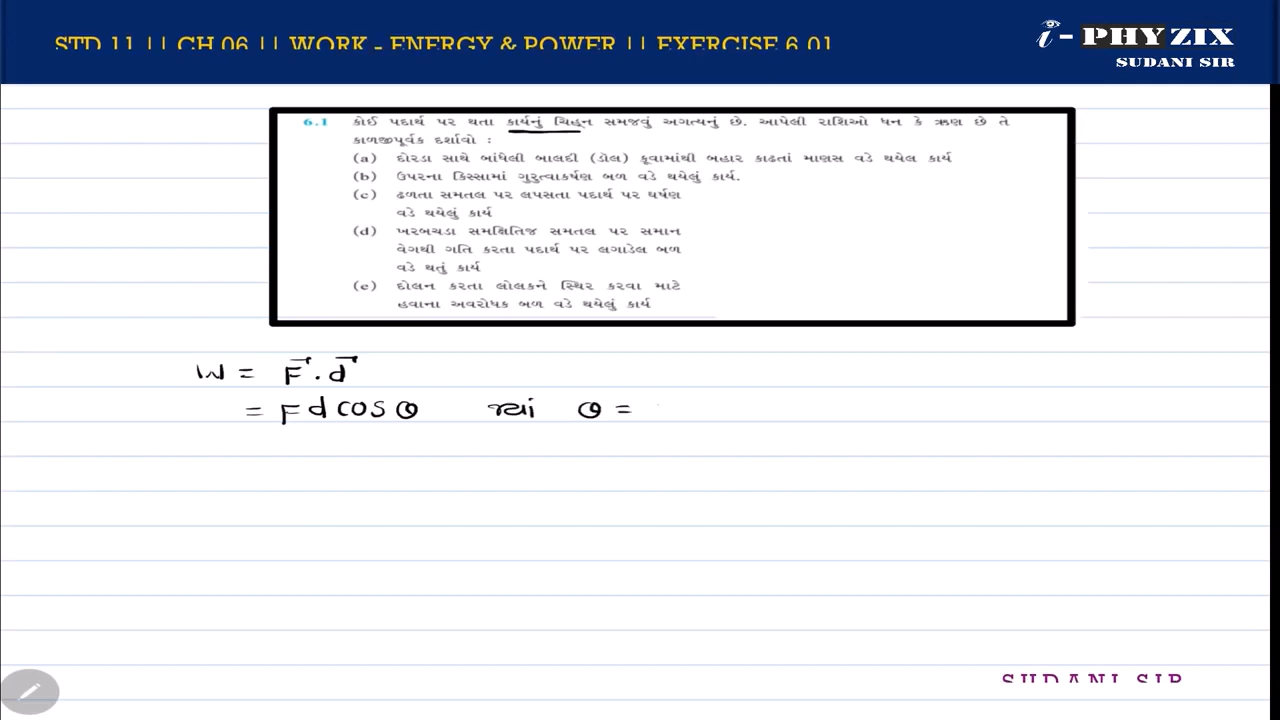 STD 11 || CH 06 || WORK - ENERGY & POWER || EXERCISE 6.01
i - PHYZIX
SUDANI SIR
6.1 કોઈ પદાર્થ પર થતા કાર્યનું ચિહ્ન સમજવું અગત્યનું છે. આપેલી રાશિઓ ધન કે ઋણ છે તે
કાળજીપૂર્વક દર્શાવો :
(a) દોરડા સાથે બાંધેલી બાલદી (ડૉલ) કૂવામાંથી બહાર કાઢતાં માણસ વડે થયેલ કાર્ય
(b) ઉપરના કિસ્સામાં ગુરુત્વાકર્ષણ બળ વડે થયેલું કાર્ય.
(c) ઢળતા સમતલ પર લપસતા પદાર્થ પર ઘર્ષણ
વડે થયેલું કાર્ય
(d) ખરબચડા સમક્ષિતિજ સમતલ પર સમાન
વેગથી ગતિ કરતા પદાર્થ પર લગાડેલ બળ
વડે થતું કાર્ય
(e) દોલન કરતા લોલકને સ્થિર કરવા માટે
હવાના અવરોધક બળ વડે થયેલું કાર્ય
W = F⃗ . d⃗
= F d cos θ જ્યાં θ =
SUDANI SIR